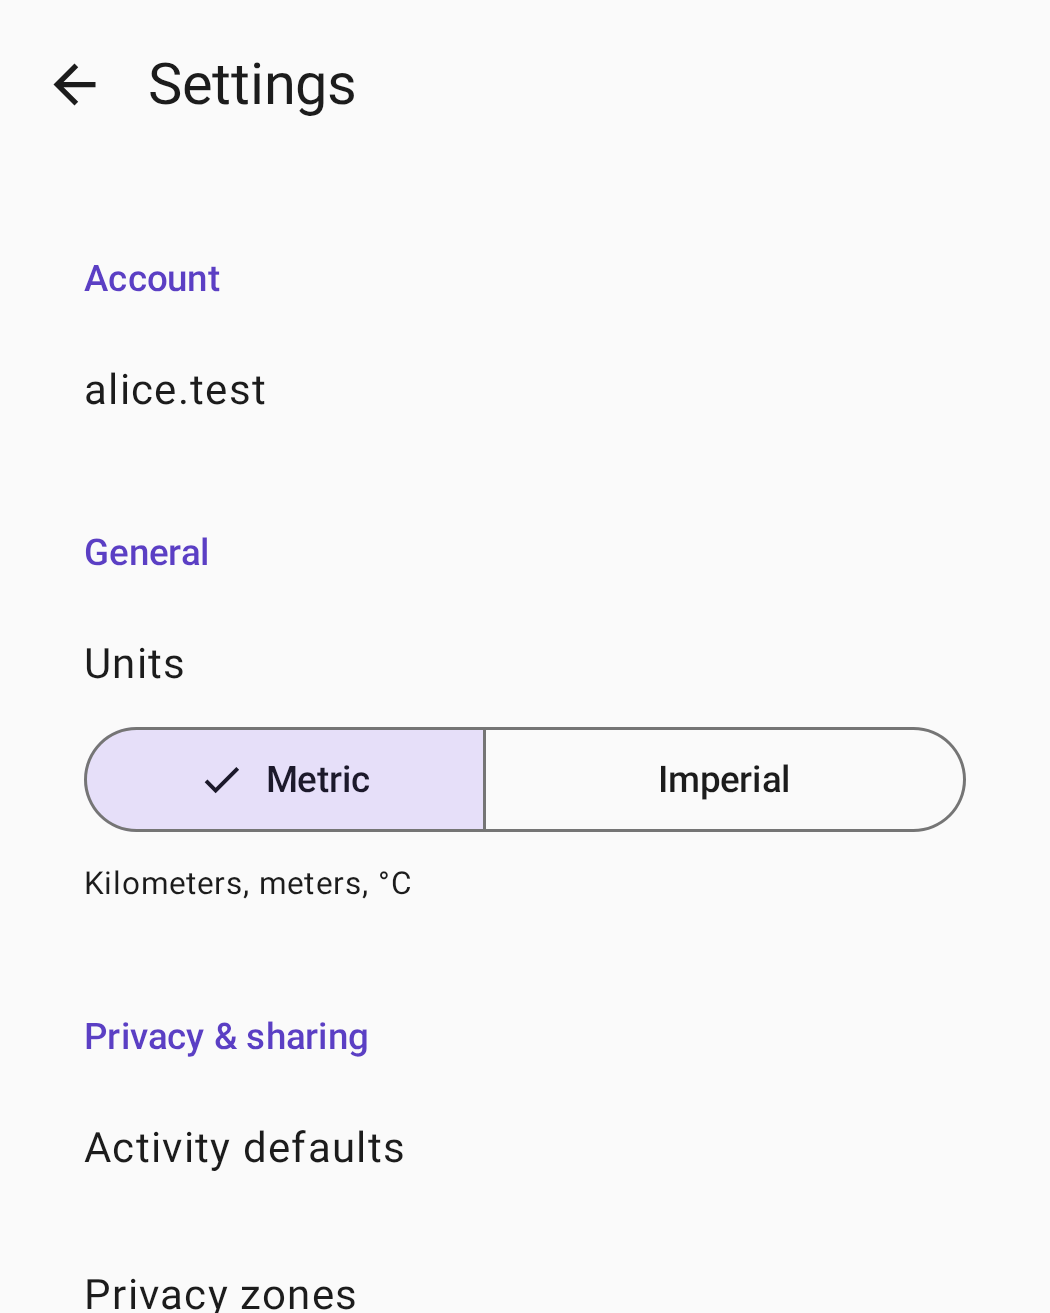 Settings
Account
alice.test
General
Units
Metric Imperial
Kilometers, meters, °C
Privacy & sharing
Activity defaults
Privacy zones